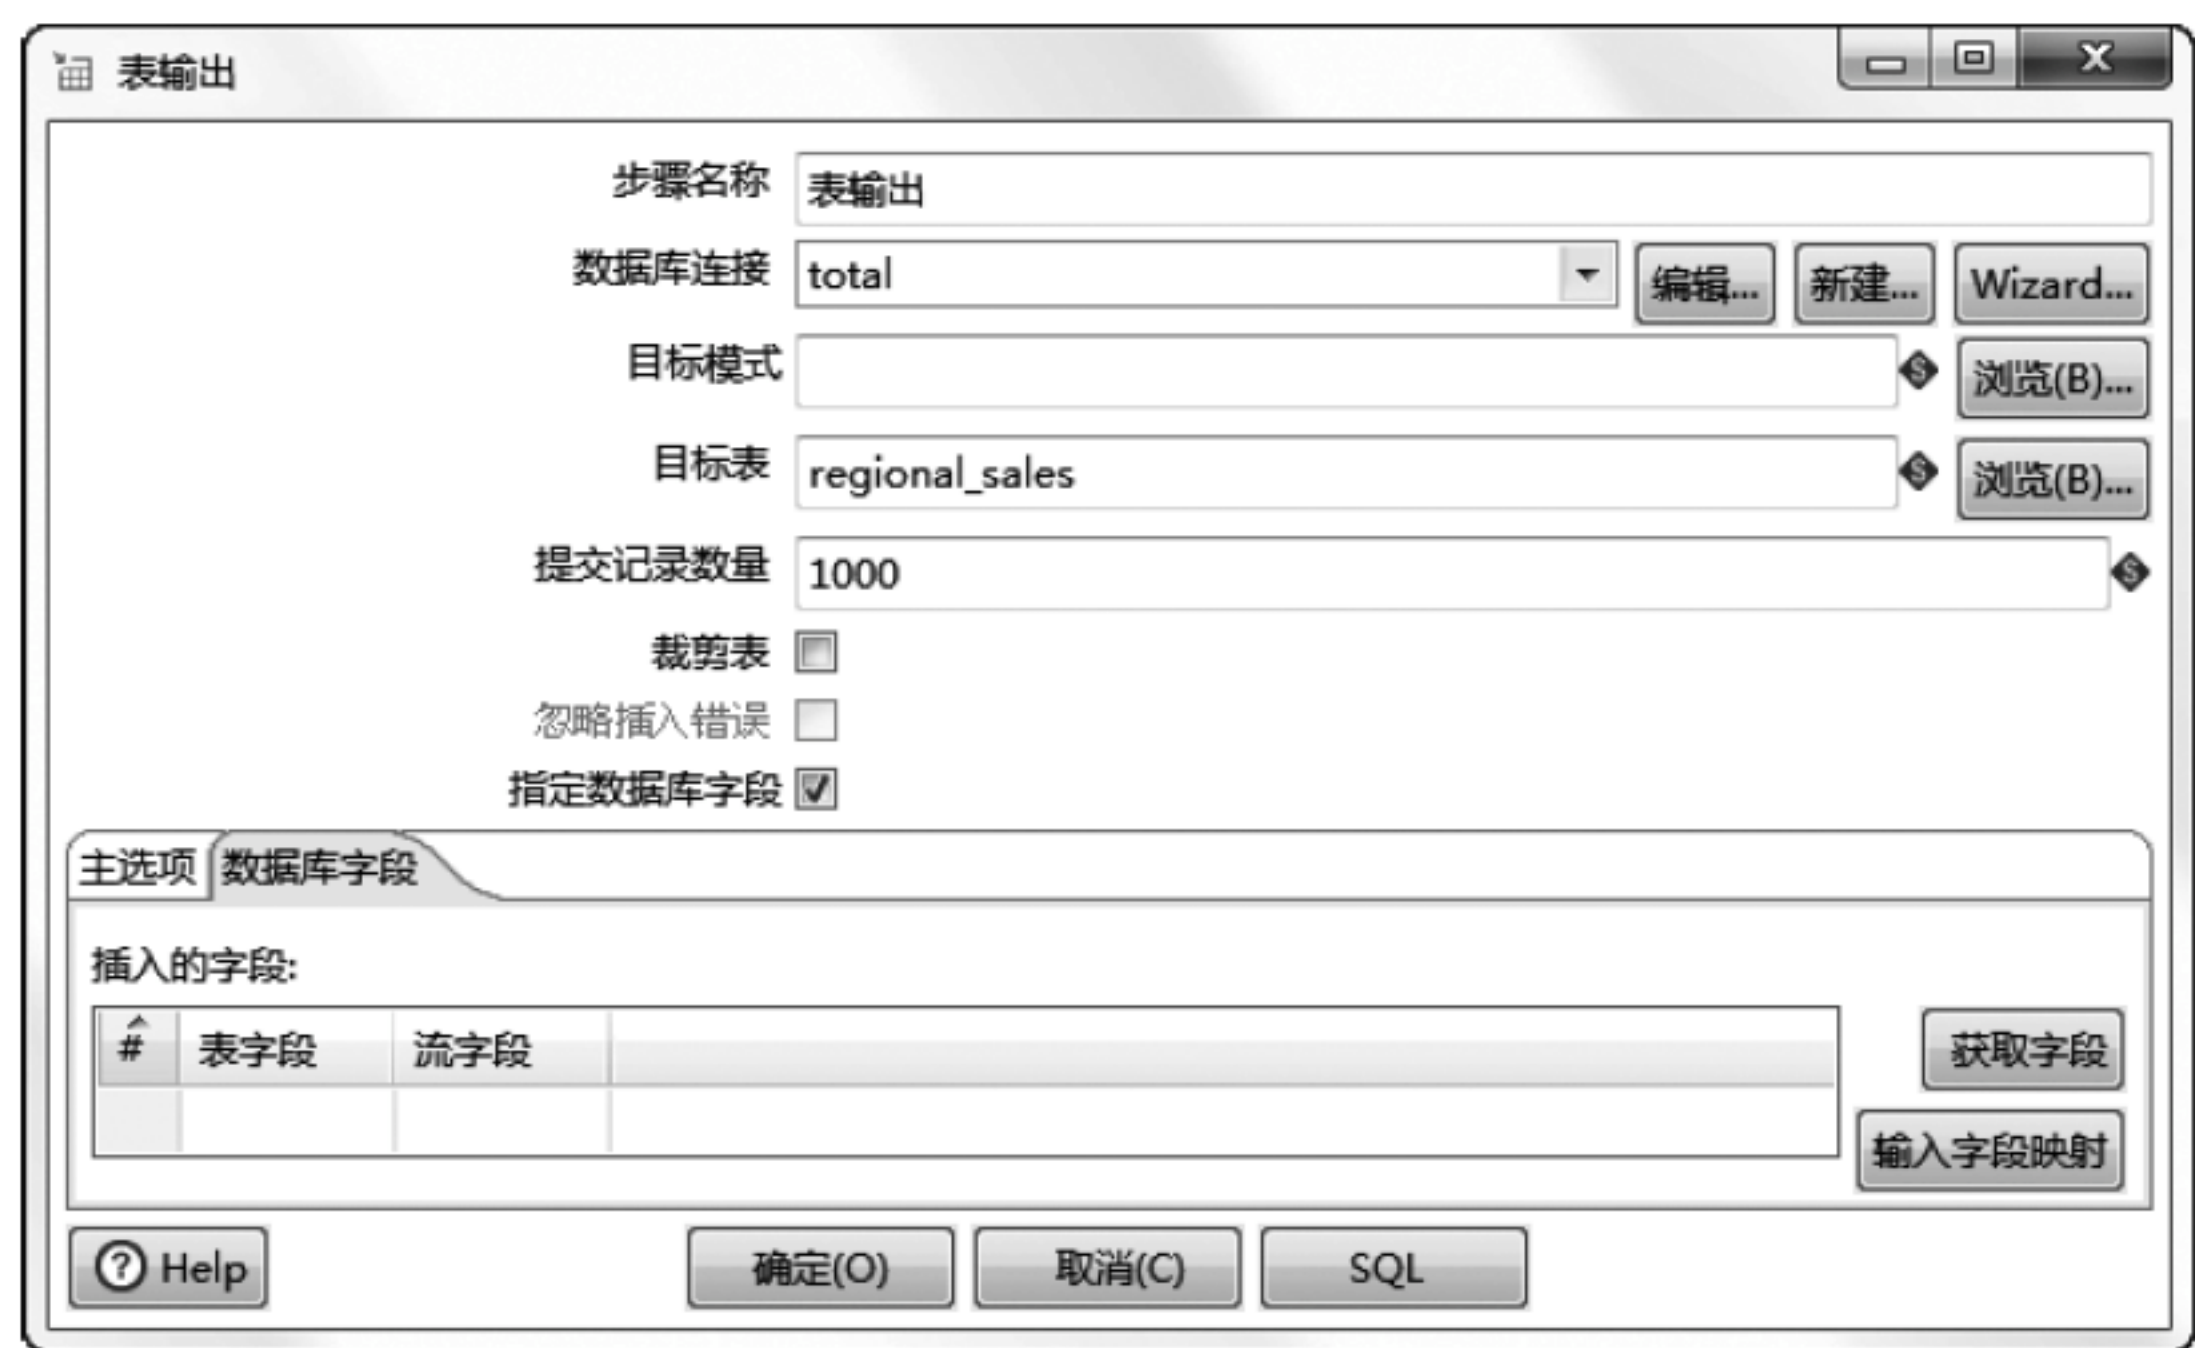 表输出
步骤名称 表输出
数据库连接 total 编辑... 新建... Wizard...
目标模式 浏览(B)...
目标表 regional_sales 浏览(B)...
提交记录数量 1000
裁剪表
忽略插入错误
指定数据库字段
主选项 数据库字段
插入的字段:
# 表字段 流字段 获取字段
输入字段映射
Help 确定(O) 取消(C) SQL